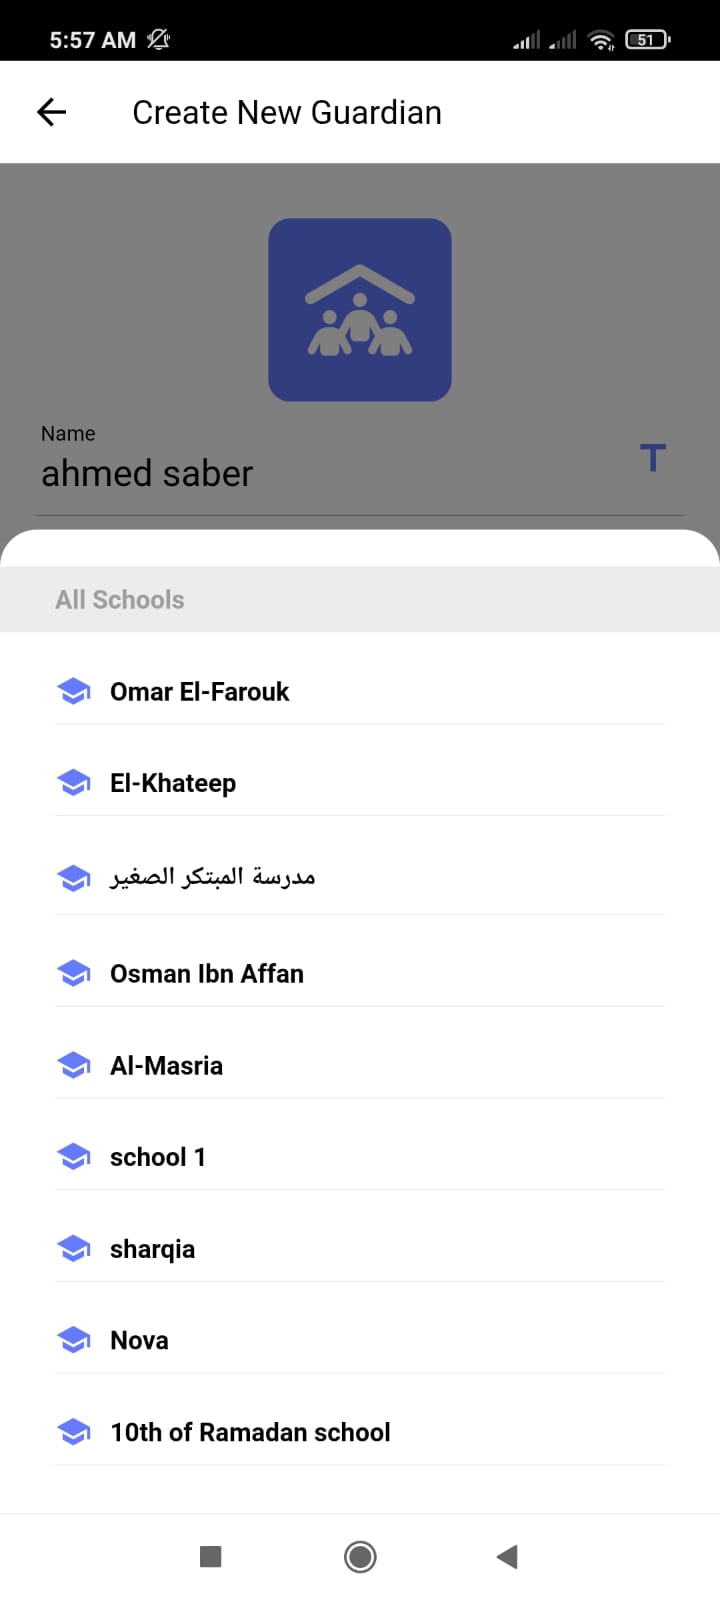 5:57 AM
51
Create New Guardian
Name
ahmed saber
T
All Schools
Omar El-Farouk
El-Khateep
مدرسة المبتكر الصغير
Osman Ibn Affan
Al-Masria
school 1
sharqia
Nova
10th of Ramadan school